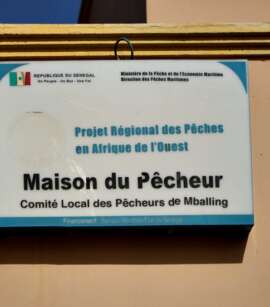 REPUBLIQUE DU SENEGAL
Un Peuple - Un But - Une Foi
Ministère de la Pêche et de l'Economie Maritime
Direction des Pêches Maritimes
Projet Régional des Pêches
en Afrique de l'Ouest
Maison du Pêcheur
Comité Local des Pêcheurs de Mballing
Financement